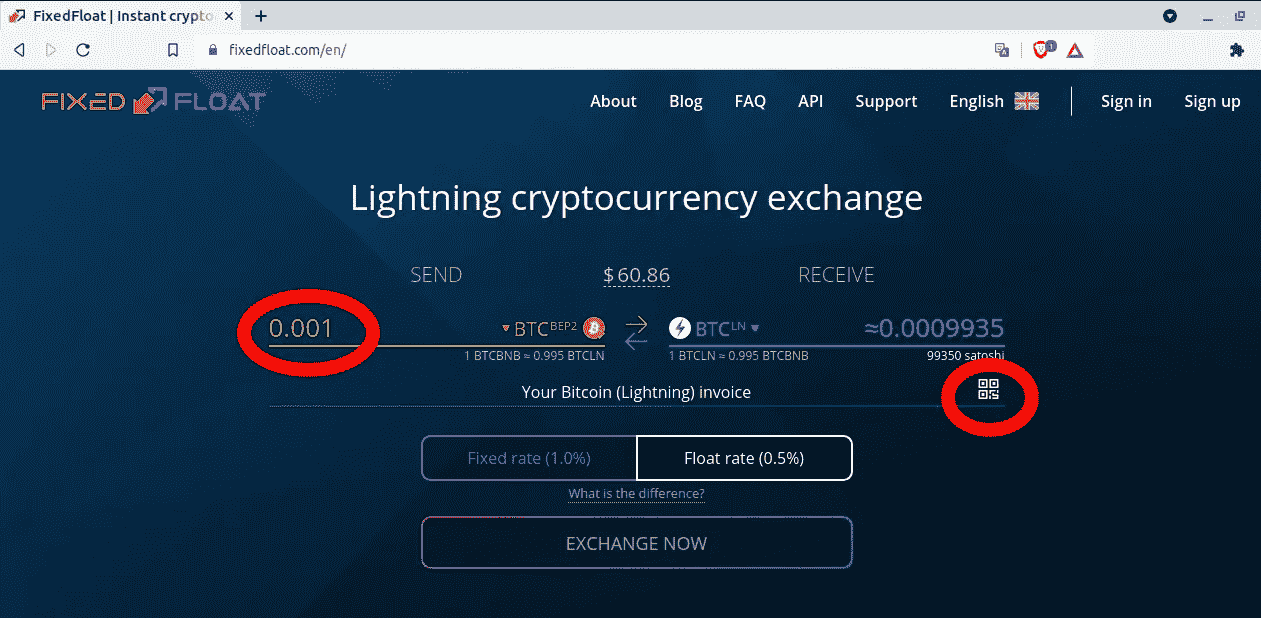 FixedFloat | Instant crypto
fixedfloat.com/en/
1
FIXED FLOAT
About Blog FAQ API Support English Sign in Sign up
Lightning cryptocurrency exchange
SEND $ 60.86 RECEIVE
0.001 BTC BEP2 BTC LN ≈0.0009935
1 BTCBNB ≈ 0.995 BTCLN 1 BTCLN ≈ 0.995 BTCBNB 99350 satoshi
Your Bitcoin (Lightning) invoice
Fixed rate (1.0%) Float rate (0.5%)
What is the difference?
EXCHANGE NOW